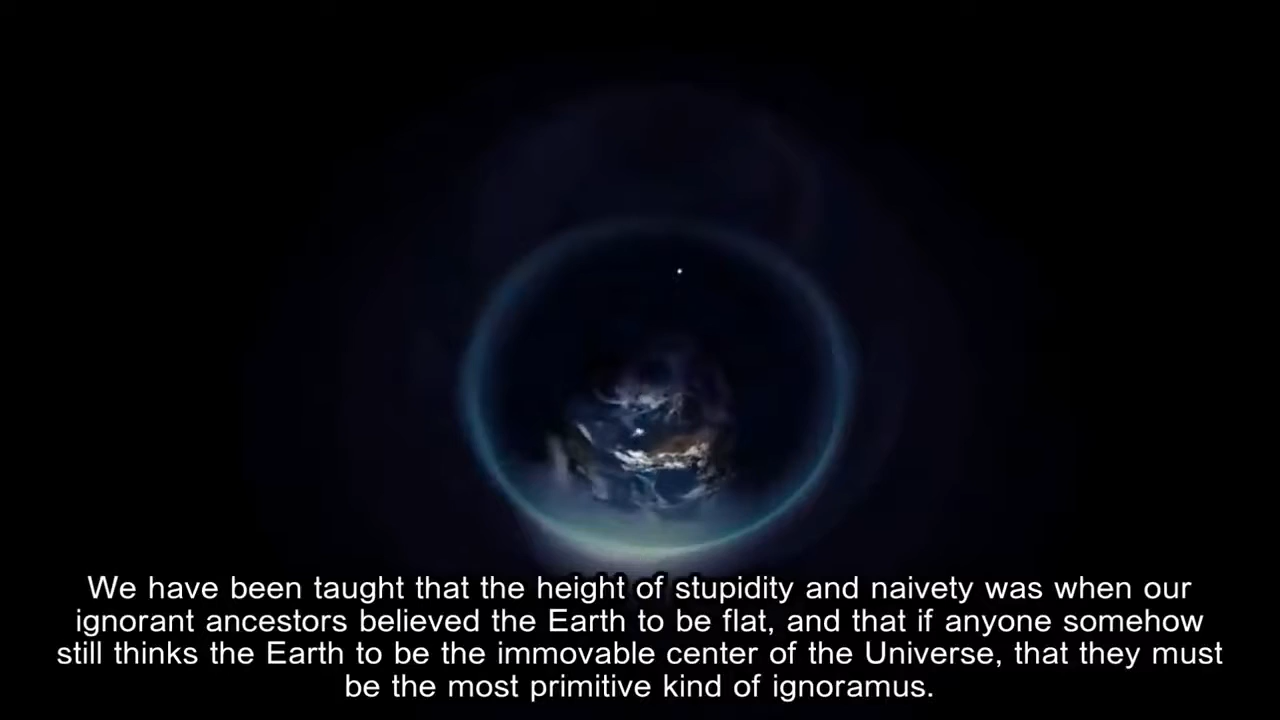 We have been taught that the height of stupidity and naivety was when our
ignorant ancestors believed the Earth to be flat, and that if anyone somehow
still thinks the Earth to be the immovable center of the Universe, that they must
be the most primitive kind of ignoramus.